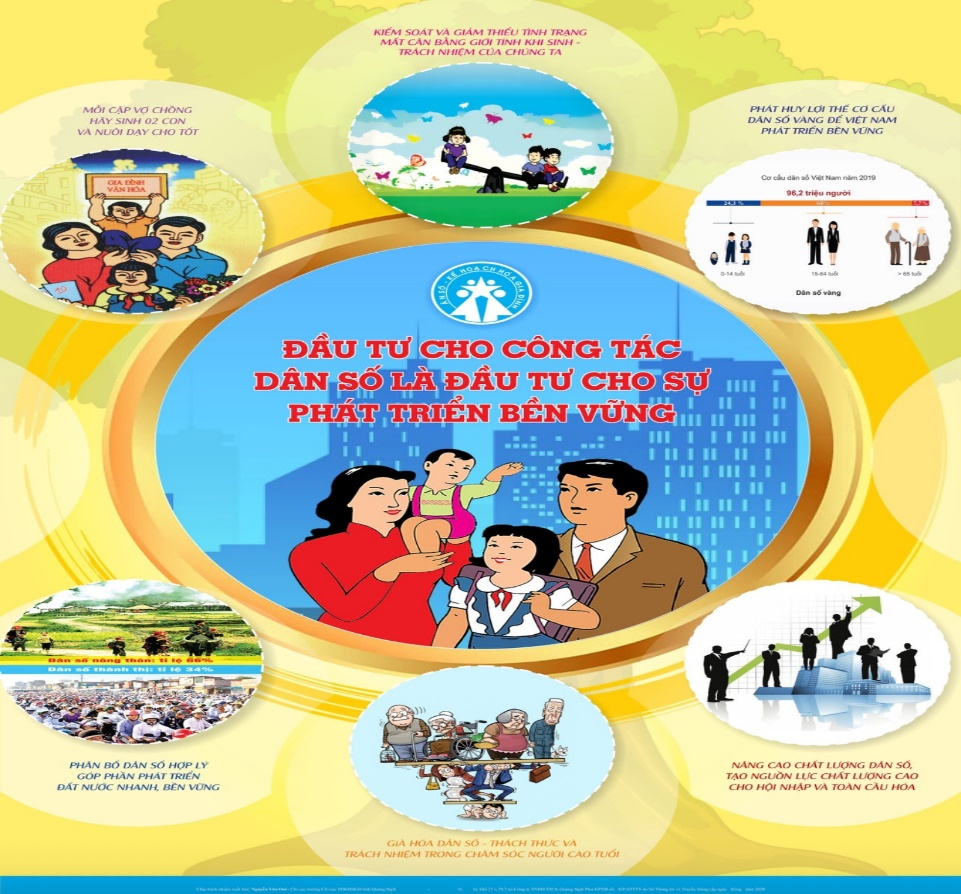 KIỂM SOÁT VÀ GIẢM THIỂU TÌNH TRẠNG
MẤT CÂN BẰNG GIỚI TÍNH KHI SINH -
TRÁCH NHIỆM CỦA CHÚNG TA
MỖI CẶP VỢ CHỒNG
HÃY SINH 02 CON
VÀ NUÔI DẠY CHO TỐT
GIA ĐÌNH
VĂN HÓA
10
PHÁT HUY LỢI THẾ CƠ CẤU
DÂN SỐ VÀNG ĐỂ VIỆT NAM
PHÁT TRIỂN BỀN VỮNG
Cơ cấu dân số Việt Nam năm 2019
96,2 triệu người
24,3 % 68% 7,7 %
0-14 tuổi 15-64 tuổi > 65 tuổi
Dân số vàng
ĐẦU TƯ CHO CÔNG TÁC
DÂN SỐ LÀ ĐẦU TƯ CHO SỰ
PHÁT TRIỂN BỀN VỮNG
Dân số nông thôn: tỉ lệ 66%
Dân số thành thị: tỉ lệ 34%
PHÂN BỐ DÂN SỐ HỢP LÝ
GÓP PHẦN PHÁT TRIỂN
ĐẤT NƯỚC NHANH, BỀN VỮNG
GIÀ HÓA DÂN SỐ - THÁCH THỨC VÀ
TRÁCH NHIỆM TRONG CHĂM SÓC NGƯỜI CAO TUỔI
NÂNG CAO CHẤT LƯỢNG DÂN SỐ,
TẠO NGUỒN LỰC CHẤT LƯỢNG CAO
CHO HỘI NHẬP VÀ TOÀN CẦU HÓA